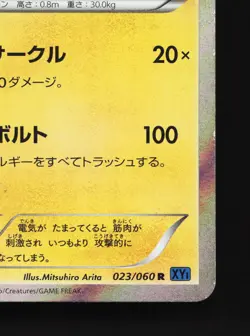 ン 高さ：0.8m 重さ：30.0kg
サークル 20×
0ダメージ。
ボルト 100
ルギーをすべてトラッシュする。
電気が たまってくると 筋肉が
刺激され いつもより 攻撃的に
なってしまう。
Illus.Mitsuhiro Arita 023/060 R XY1
/Creatures/GAME FREAK.